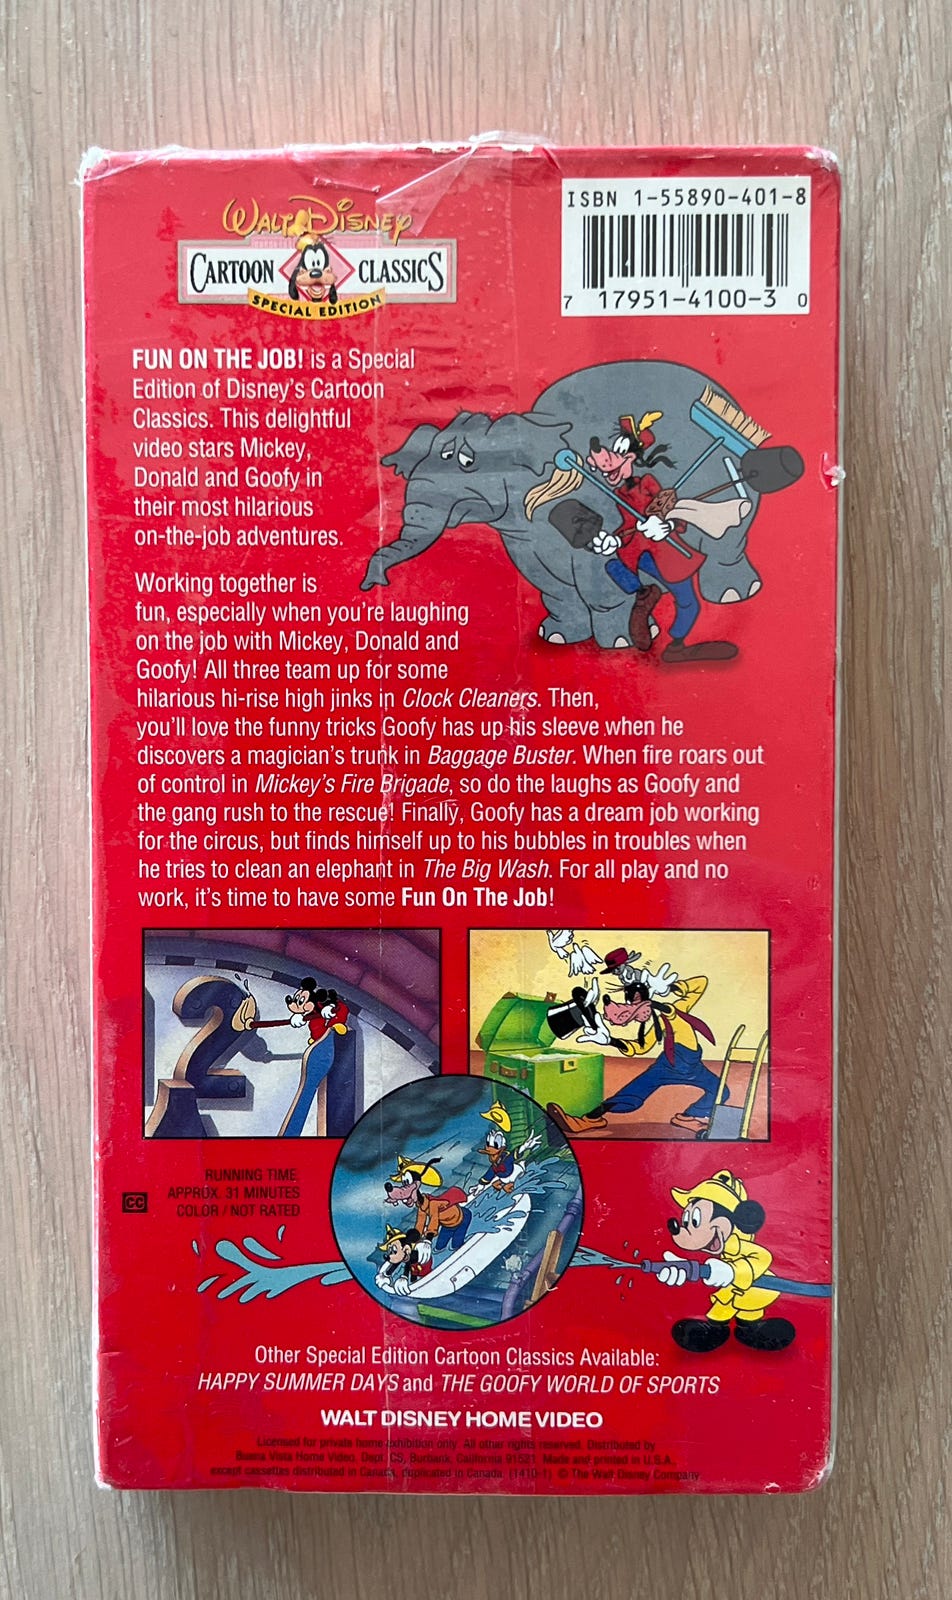 WALT DISNEY
CARTOON CLASSICS
SPECIAL EDITION
ISBN 1-55890-401-8
7 17951-4100-3 0
FUN ON THE JOB! is a Special
Edition of Disney's Cartoon
Classics. This delightful
video stars Mickey,
Donald and Goofy in
their most hilarious
on-the-job adventures.
Working together is
fun, especially when you're laughing
on the job with Mickey, Donald and
Goofy! All three team up for some
hilarious hi-rise high jinks in Clock Cleaners. Then,
you'll love the funny tricks Goofy has up his sleeve when he
discovers a magician's trunk in Baggage Buster. When fire roars out
of control in Mickey's Fire Brigade, so do the laughs as Goofy and
the gang rush to the rescue! Finally, Goofy has a dream job working
for the circus, but finds himself up to his bubbles in troubles when
he tries to clean an elephant in The Big Wash. For all play and no
work, it's time to have some Fun On The Job!
2
1
CC
RUNNING TIME
APPROX. 31 MINUTES
COLOR / NOT RATED
Other Special Edition Cartoon Classics Available:
HAPPY SUMMER DAYS and THE GOOFY WORLD OF SPORTS
WALT DISNEY HOME VIDEO
Licensed for private home exhibition only. All other rights reserved. Distributed by
Buena Vista Home Video, Dept. CS, Burbank, California 91521. Made and printed in U.S.A.,
except cassettes distributed in Canada, duplicated in Canada. (1410-1) © The Walt Disney Company